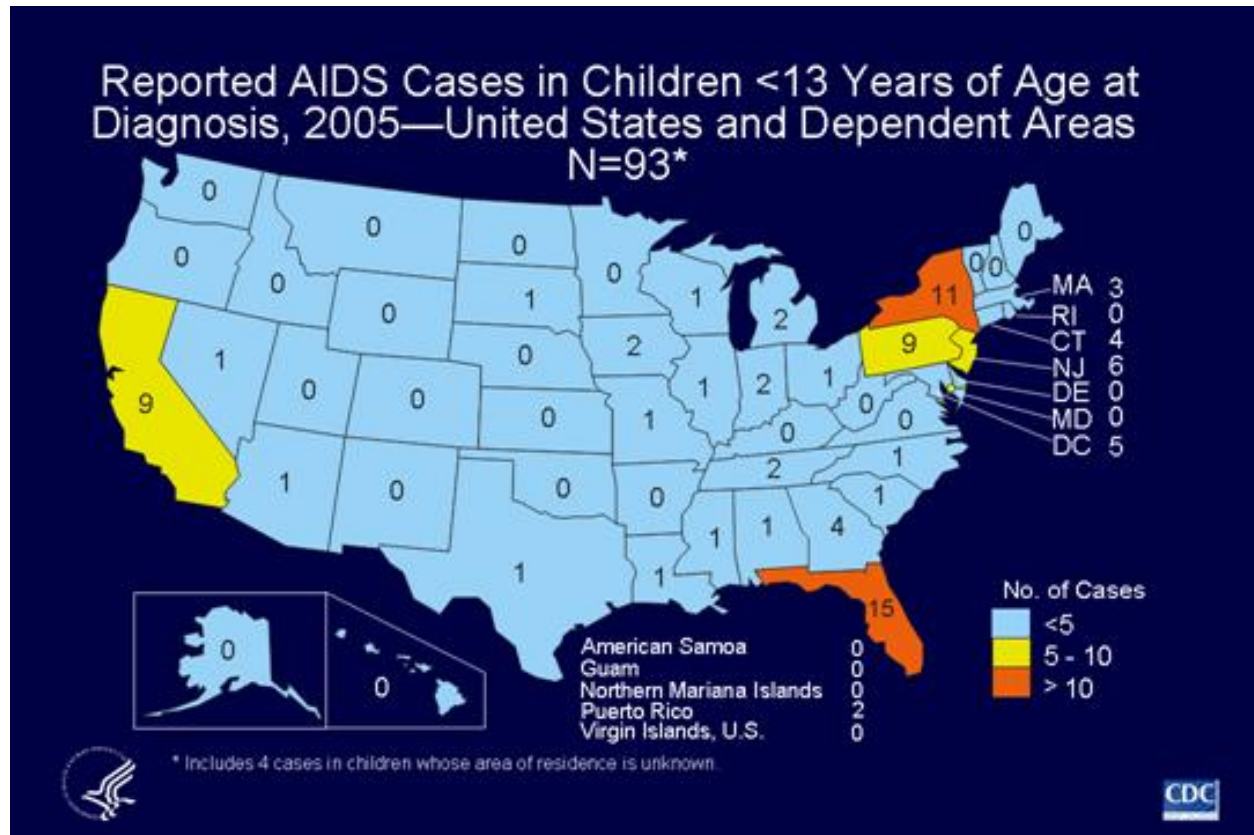 Reported AIDS Cases in Children <13 Years of Age at
Diagnosis, 2005—United States and Dependent Areas
N=93*
0
0
0
0
0
0
0
0
1
0
0
1
0
1
2
11
0 0
0
MA 3
RI 0
CT 4
NJ 6
DE 0
MD 0
DC 5
9
1
0
0
0
2
1
2
1
9
0
0
1
0
0
2
1
1
1
0
0
0
1
1
1
1
4
15
0
0
No. of Cases
<5
5 - 10
> 10
American Samoa 0
Guam 0
Northern Mariana Islands 0
Puerto Rico 2
Virgin Islands, U.S. 0
* Includes 4 cases in children whose area of residence is unknown.
CDC